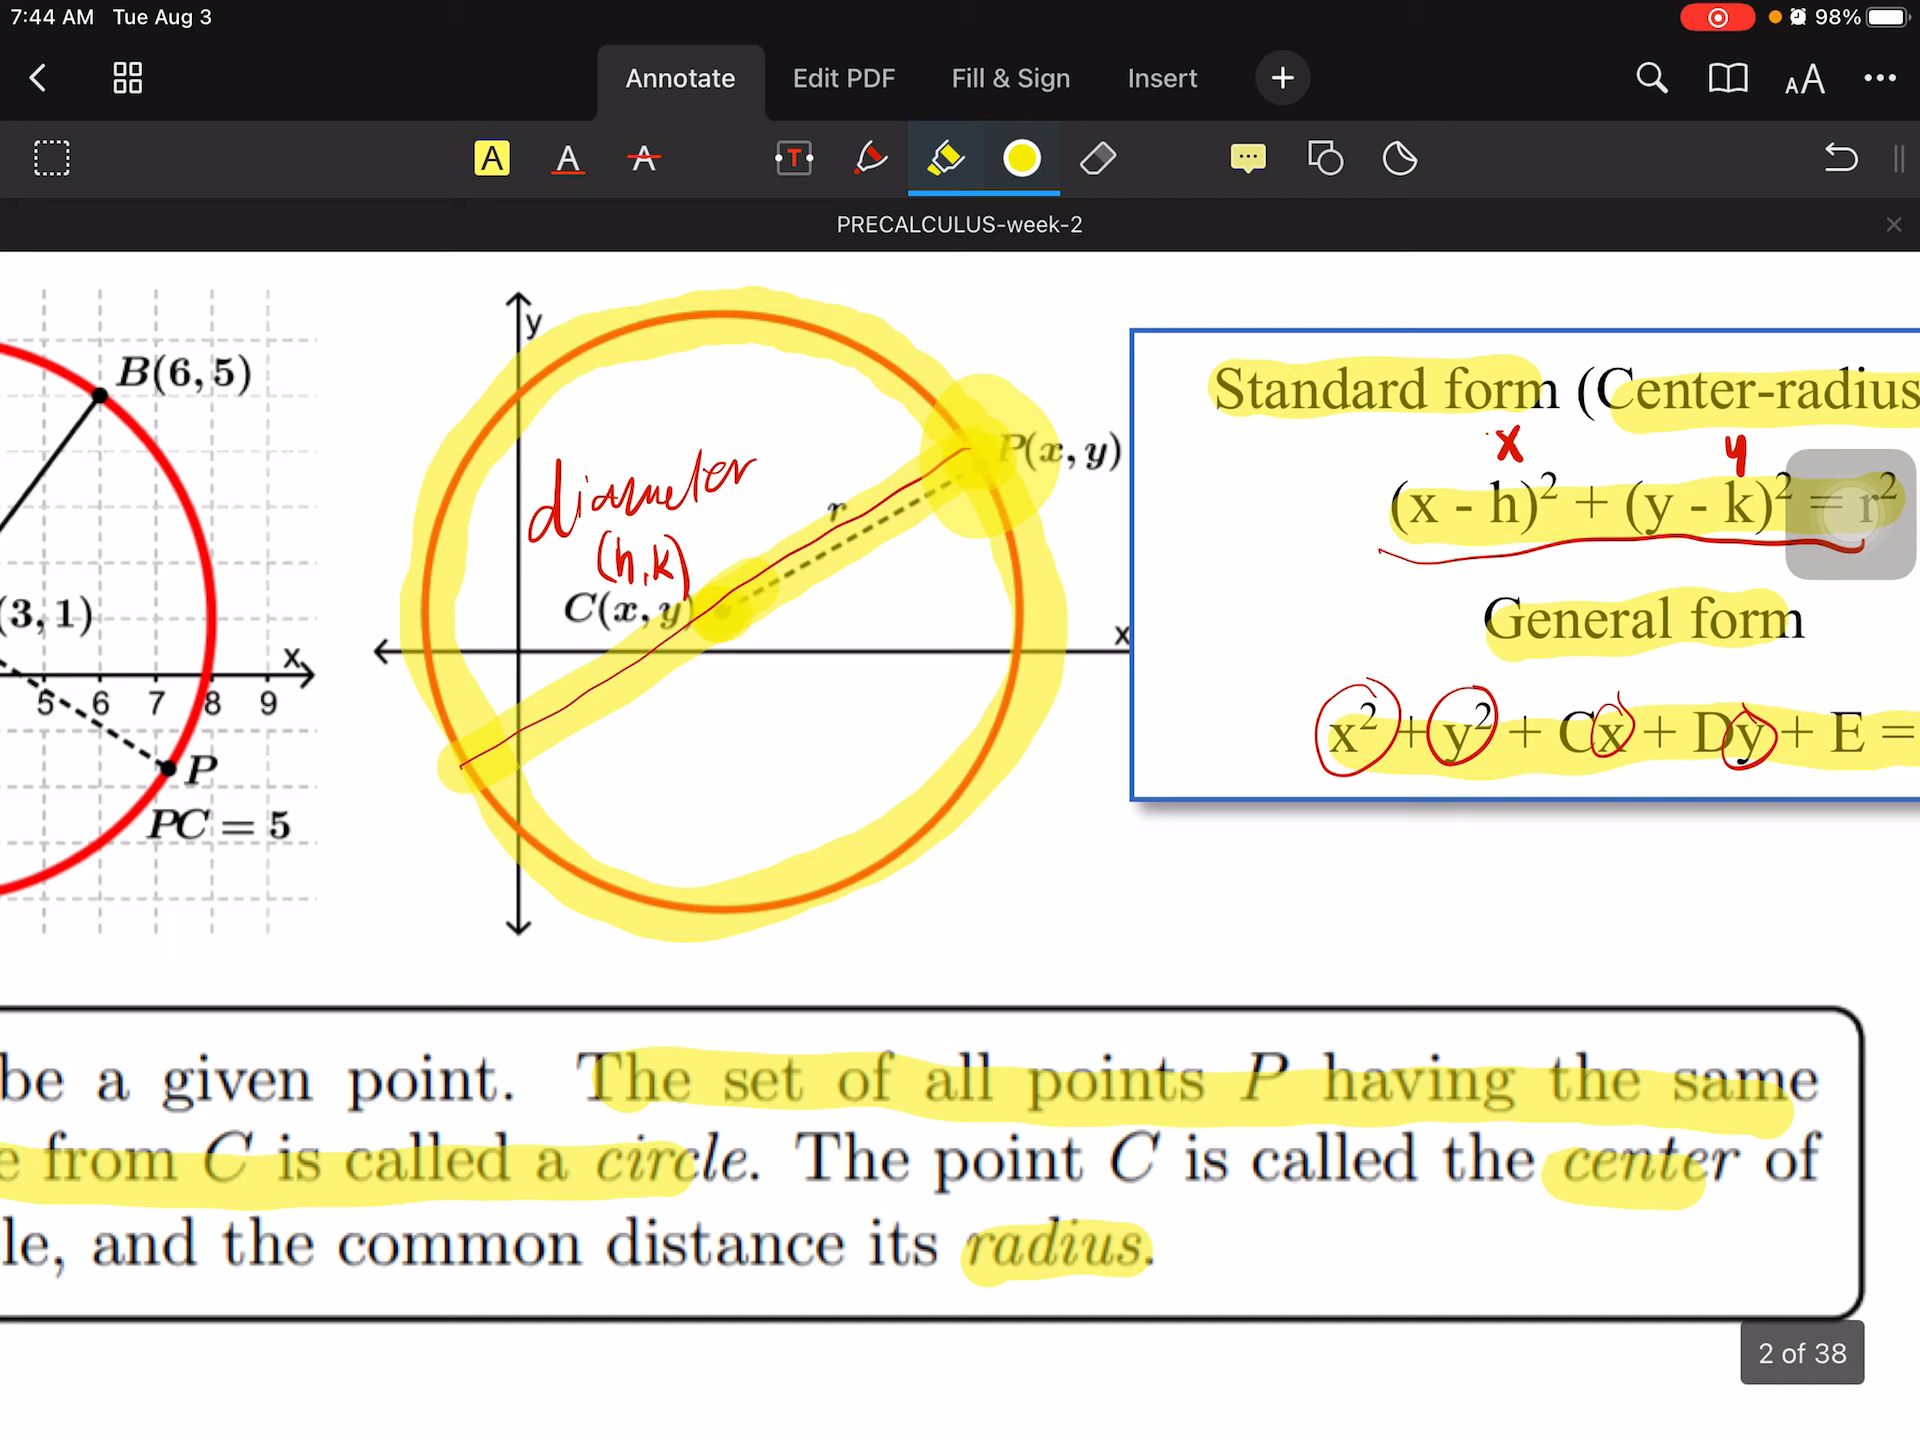 7:44 AM Tue Aug 3
98%
Annotate Edit PDF Fill & Sign Insert
AA
A A A T
PRECALCULUS-week-2
B(6, 5)
(3, 1)
x
5 6 7 8 9
P
PC = 5
y
diameter
(h,k)
r
P(x, y)
C(x, y)
x
Standard form (Center-radius
x y
(x - h)² + (y - k)² = r²
General form
x² + y² + Cx + Dy + E =
be a given point. The set of all points P having the same
e from C is called a circle. The point C is called the center of
le, and the common distance its radius.
2 of 38